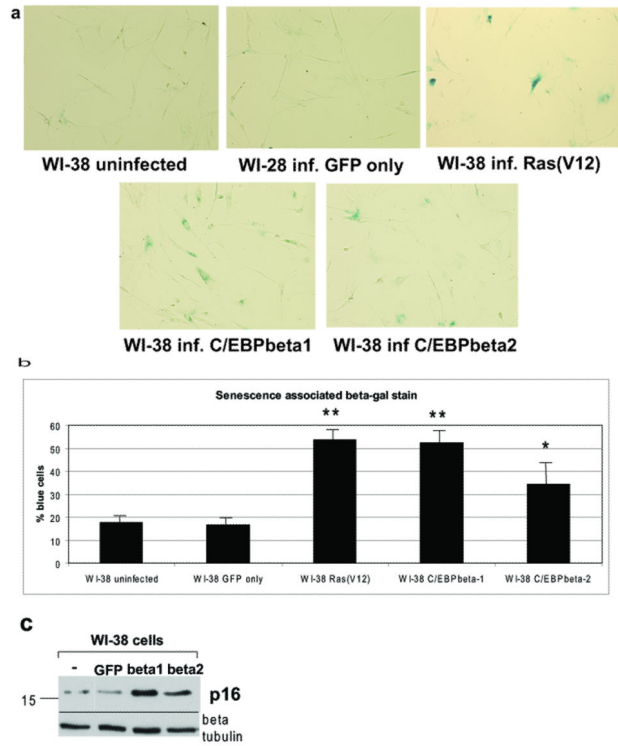 a
WI-38 uninfected
WI-28 inf. GFP only
WI-38 inf. Ras(V12)
WI-38 inf. C/EBPbeta1
WI-38 inf C/EBPbeta2
b
Senescence associated beta-gal stain
% blue cells
60
50
40
30
20
10
0
**
**
*
WI-38 uninfected
WI-38 GFP only
WI-38 Ras(V12)
WI-38 C/EBPbeta-1
WI-38 C/EBPbeta-2
c
WI-38 cells
- GFP beta1 beta2
15
p16
beta
tubulin